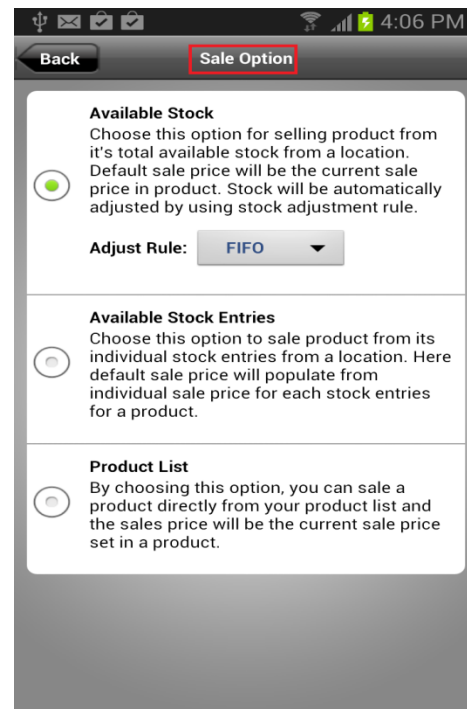 4:06 PM
Back
Sale Option
Available Stock
Choose this option for selling product from
it's total available stock from a location.
Default sale price will be the current sale
price in product. Stock will be automatically
adjusted by using stock adjustment rule.
Adjust Rule: FIFO
Available Stock Entries
Choose this option to sale product from its
individual stock entries from a location. Here
default sale price will populate from
individual sale price for each stock entries
for a product.
Product List
By choosing this option, you can sale a
product directly from your product list and
the sales price will be the current sale price
set in a product.